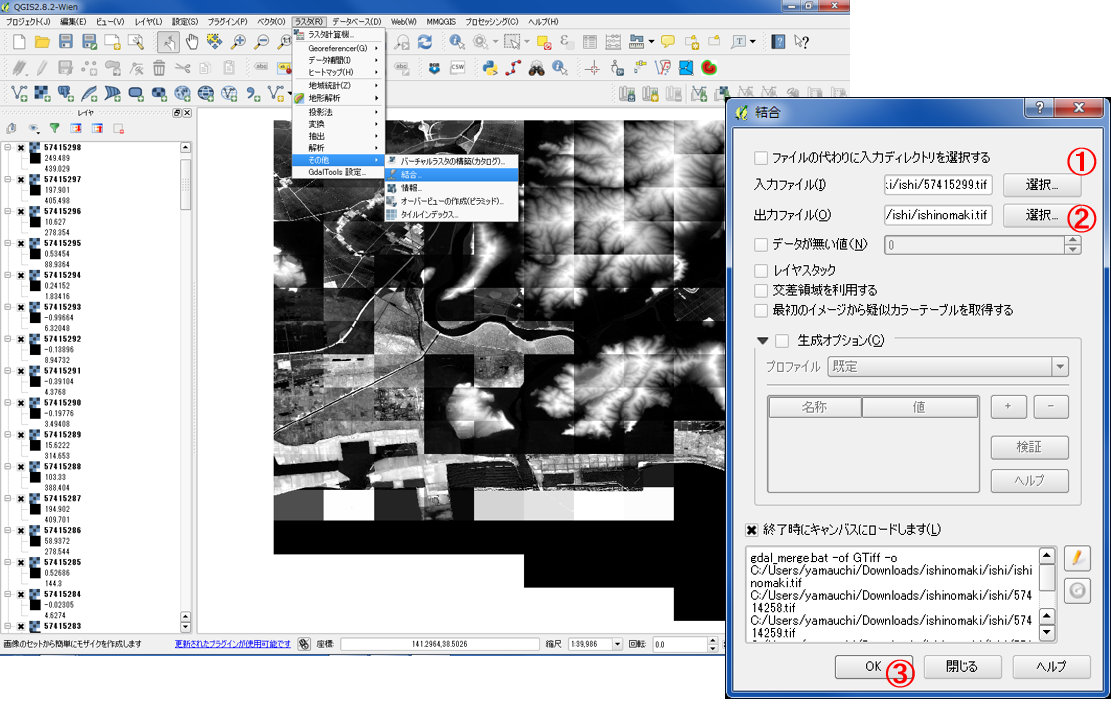 QGIS2.8.2-Wien
プロジェクト(J) 編集(E) ビュー(V) レイヤ(L) 設定(S) プラグイン(P) ベクタ(O) ラスタ(R) データベース(D) Web(W) MMQGIS プロセッシング(C) ヘルプ(H)
ラスタ計算機...
Georeferencer(G)
データ補間(I)
ヒートマップ(H)
地域統計(Z)
地形解析
投影法
変換
抽出
解析
その他
GdalTools 設定...
バーチャルラスタの構築(カタログ)...
結合...
情報...
オーバービューの作成(ピラミッド)...
タイルインデックス...
abc
CSW
abc
レイヤ
57415298
249.489
439.029
57415297
197.901
405.498
57415296
10.627
278.354
57415295
0.53454
88.9364
57415294
0.24152
1.83416
57415293
-0.99664
6.32048
57415292
-0.13896
8.94732
57415291
-0.39104
4.3768
57415290
-0.19776
3.49408
57415289
15.6222
314.653
57415288
103.33
388.404
57415287
194.902
409.701
57415286
58.9372
278.544
57415285
0.52686
144.3
57415284
-0.02305
4.6274
57415283
画像のセットから簡単にモザイクを作成します 更新されたプラグインが使用可能です 座標: 141.2964,38.5026 縮尺 1:39,986 回転: 0.0
結合
ファイルの代わりに入力ディレクトリを選択する
①
入力ファイル(I) :i/ishi/57415299.tif 選択...
出力ファイル(O) /ishi/ishinomaki.tif 選択... ②
データが無い値(N) 0
レイヤスタック
交差領域を利用する
最初のイメージから疑似カラーテーブルを取得する
生成オプション(C)
プロファイル 既定
名称 値 + -
検証
ヘルプ
終了時にキャンバスにロードします(L)
gdal_merge.bat -of GTiff -o
C:/Users/yamauchi/Downloads/ishinomaki/ishi/ishi
nomaki.tif
C:/Users/yamauchi/Downloads/ishinomaki/ishi/574
14258.tif
C:/Users/yamauchi/Downloads/ishinomaki/ishi/574
14259.tif
OK ③ 閉じる ヘルプ